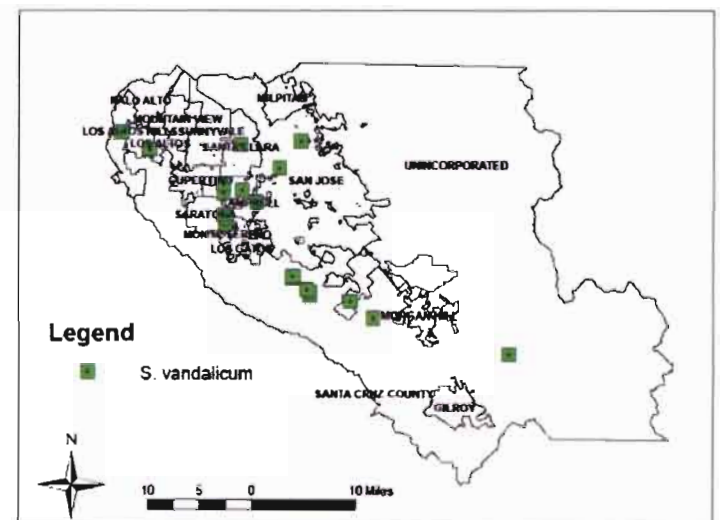 PALO ALTO
MILPITAS
MOUNTAIN VIEW
LOS ALTOS HILLS SUNNYVALE
LOS ALTOS SANTA CLARA
UNINCORPORATED
CUPERTINO SAN JOSE
CAMPBELL
SARATOGA
MONTE SERENO
LOS GATOS
MORGAN HILL
Legend
S. vandalicum
SANTA CRUZ COUNTY
GILROY
N
10 5 0 10 Miles